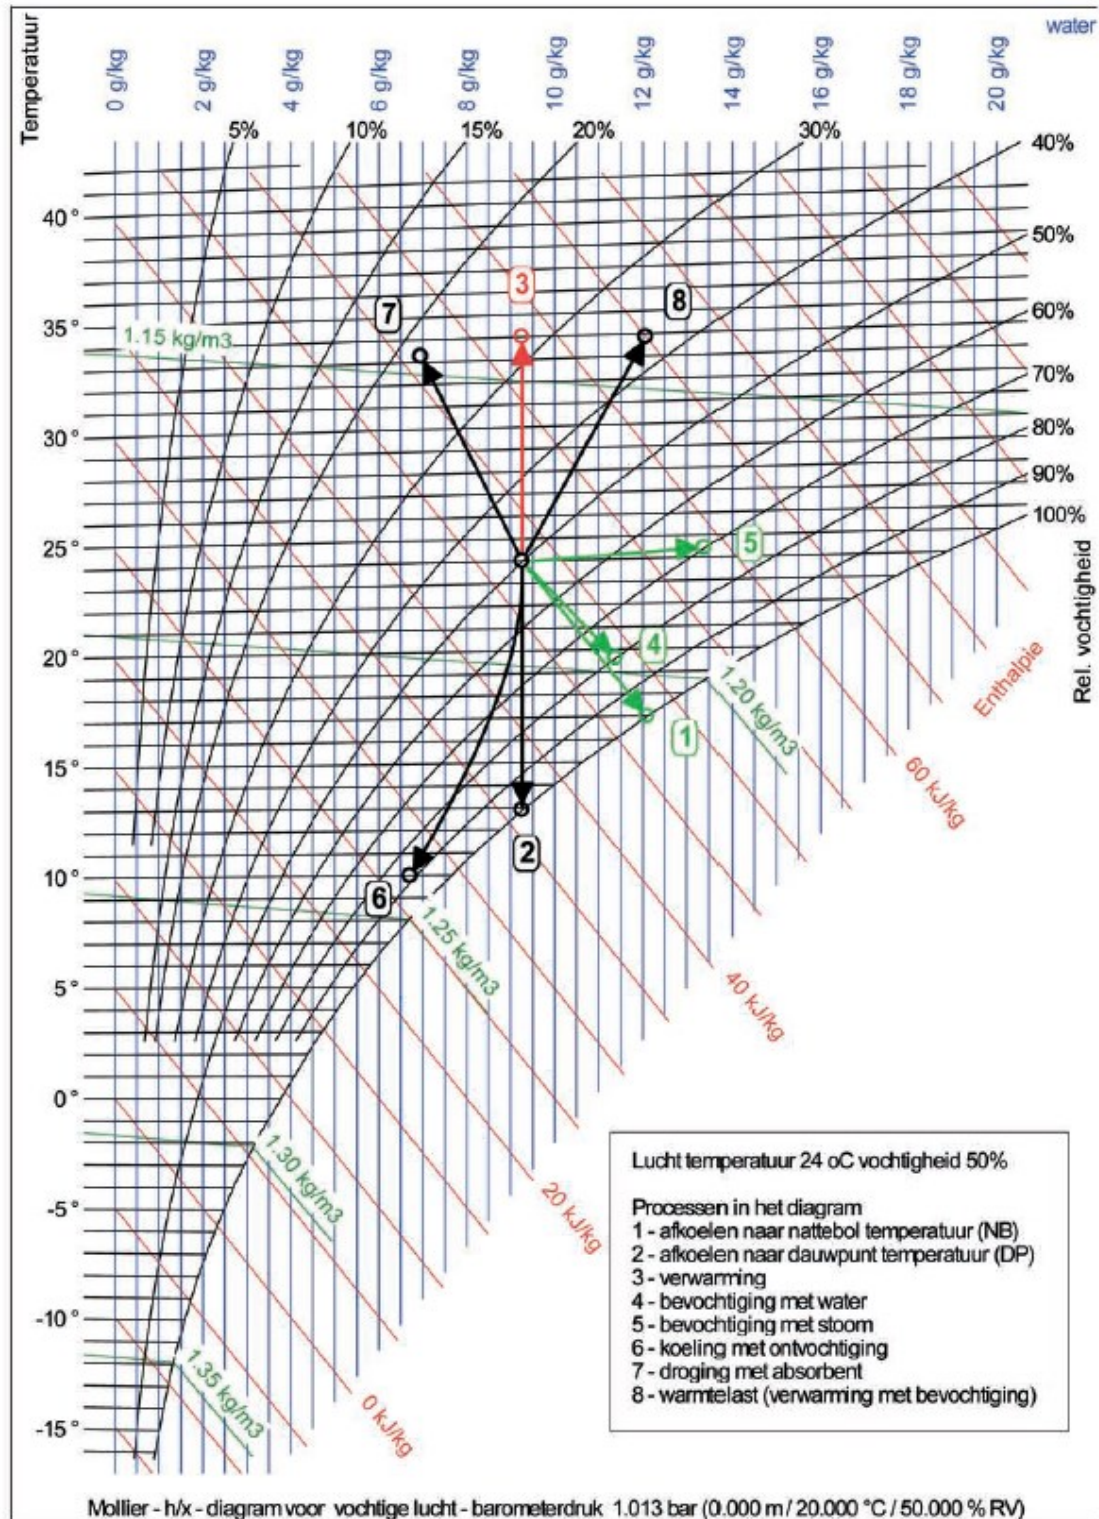 Temperatuur
0 g/kg 2 g/kg 4 g/kg 6 g/kg 8 g/kg 10 g/kg 12 g/kg 14 g/kg 16 g/kg 18 g/kg 20 g/kg
water
5% 10% 15% 20% 30% 40%
40°
50%
7 3 8
60%
35°
1.15 kg/m3
70%
30°
80%
90%
100%
25°
5
Rel. vochtigheid
20°
4
1.20 kg/m3
Enthalpie
1
15°
60 kJ/kg
2
10°
6
1.25 kg/m3
5°
40 kJ/kg
0°
1.30 kg/m3
-5°
20 kJ/kg
-10°
1.35 kg/m3
0 kJ/kg
-15°
Lucht temperatuur 24 oC vochtigheid 50%
Processen in het diagram
1 - afkoelen naar nattebol temperatuur (NB)
2 - afkoelen naar dauwpunt temperatuur (DP)
3 - verwarming
4 - bevochtiging met water
5 - bevochtiging met stoom
6 - koeling met ontvochtiging
7 - droging met absorbent
8 - warmtelast (verwarming met bevochtiging)
Mollier - h/x - diagram voor vochtige lucht - barometerdruk 1.013 bar (0.000 m / 20.000 °C / 50.000 % RV)